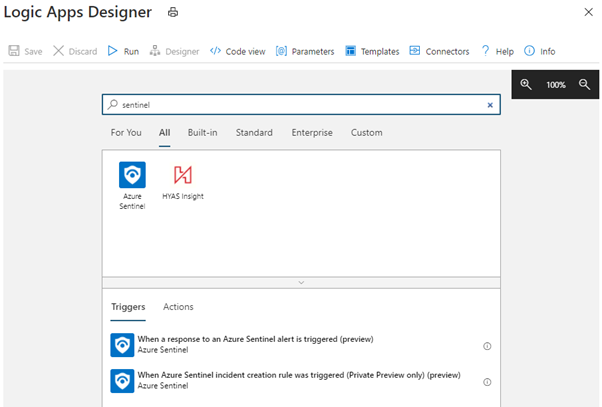 Logic Apps Designer
Save Discard Run Designer Code view Parameters Templates Connectors Help Info
100%
sentinel
For You All Built-in Standard Enterprise Custom
Azure Sentinel
HYAS Insight
Triggers Actions
When a response to an Azure Sentinel alert is triggered (preview)
Azure Sentinel
When Azure Sentinel incident creation rule was triggered (Private Preview only) (preview)
Azure Sentinel